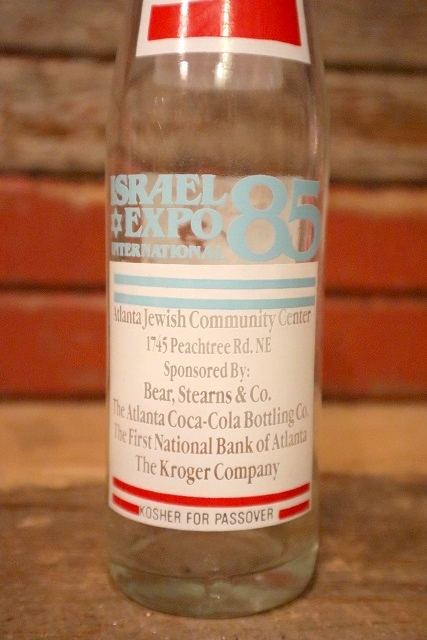 ISRAEL
EXPO 85
INTERNATIONAL
Atlanta Jewish Community Center
1745 Peachtree Rd. NE
Sponsored By:
Bear, Stearns & Co.
The Atlanta Coca-Cola Bottling Co.
The First National Bank of Atlanta
The Kroger Company
KOSHER FOR PASSOVER